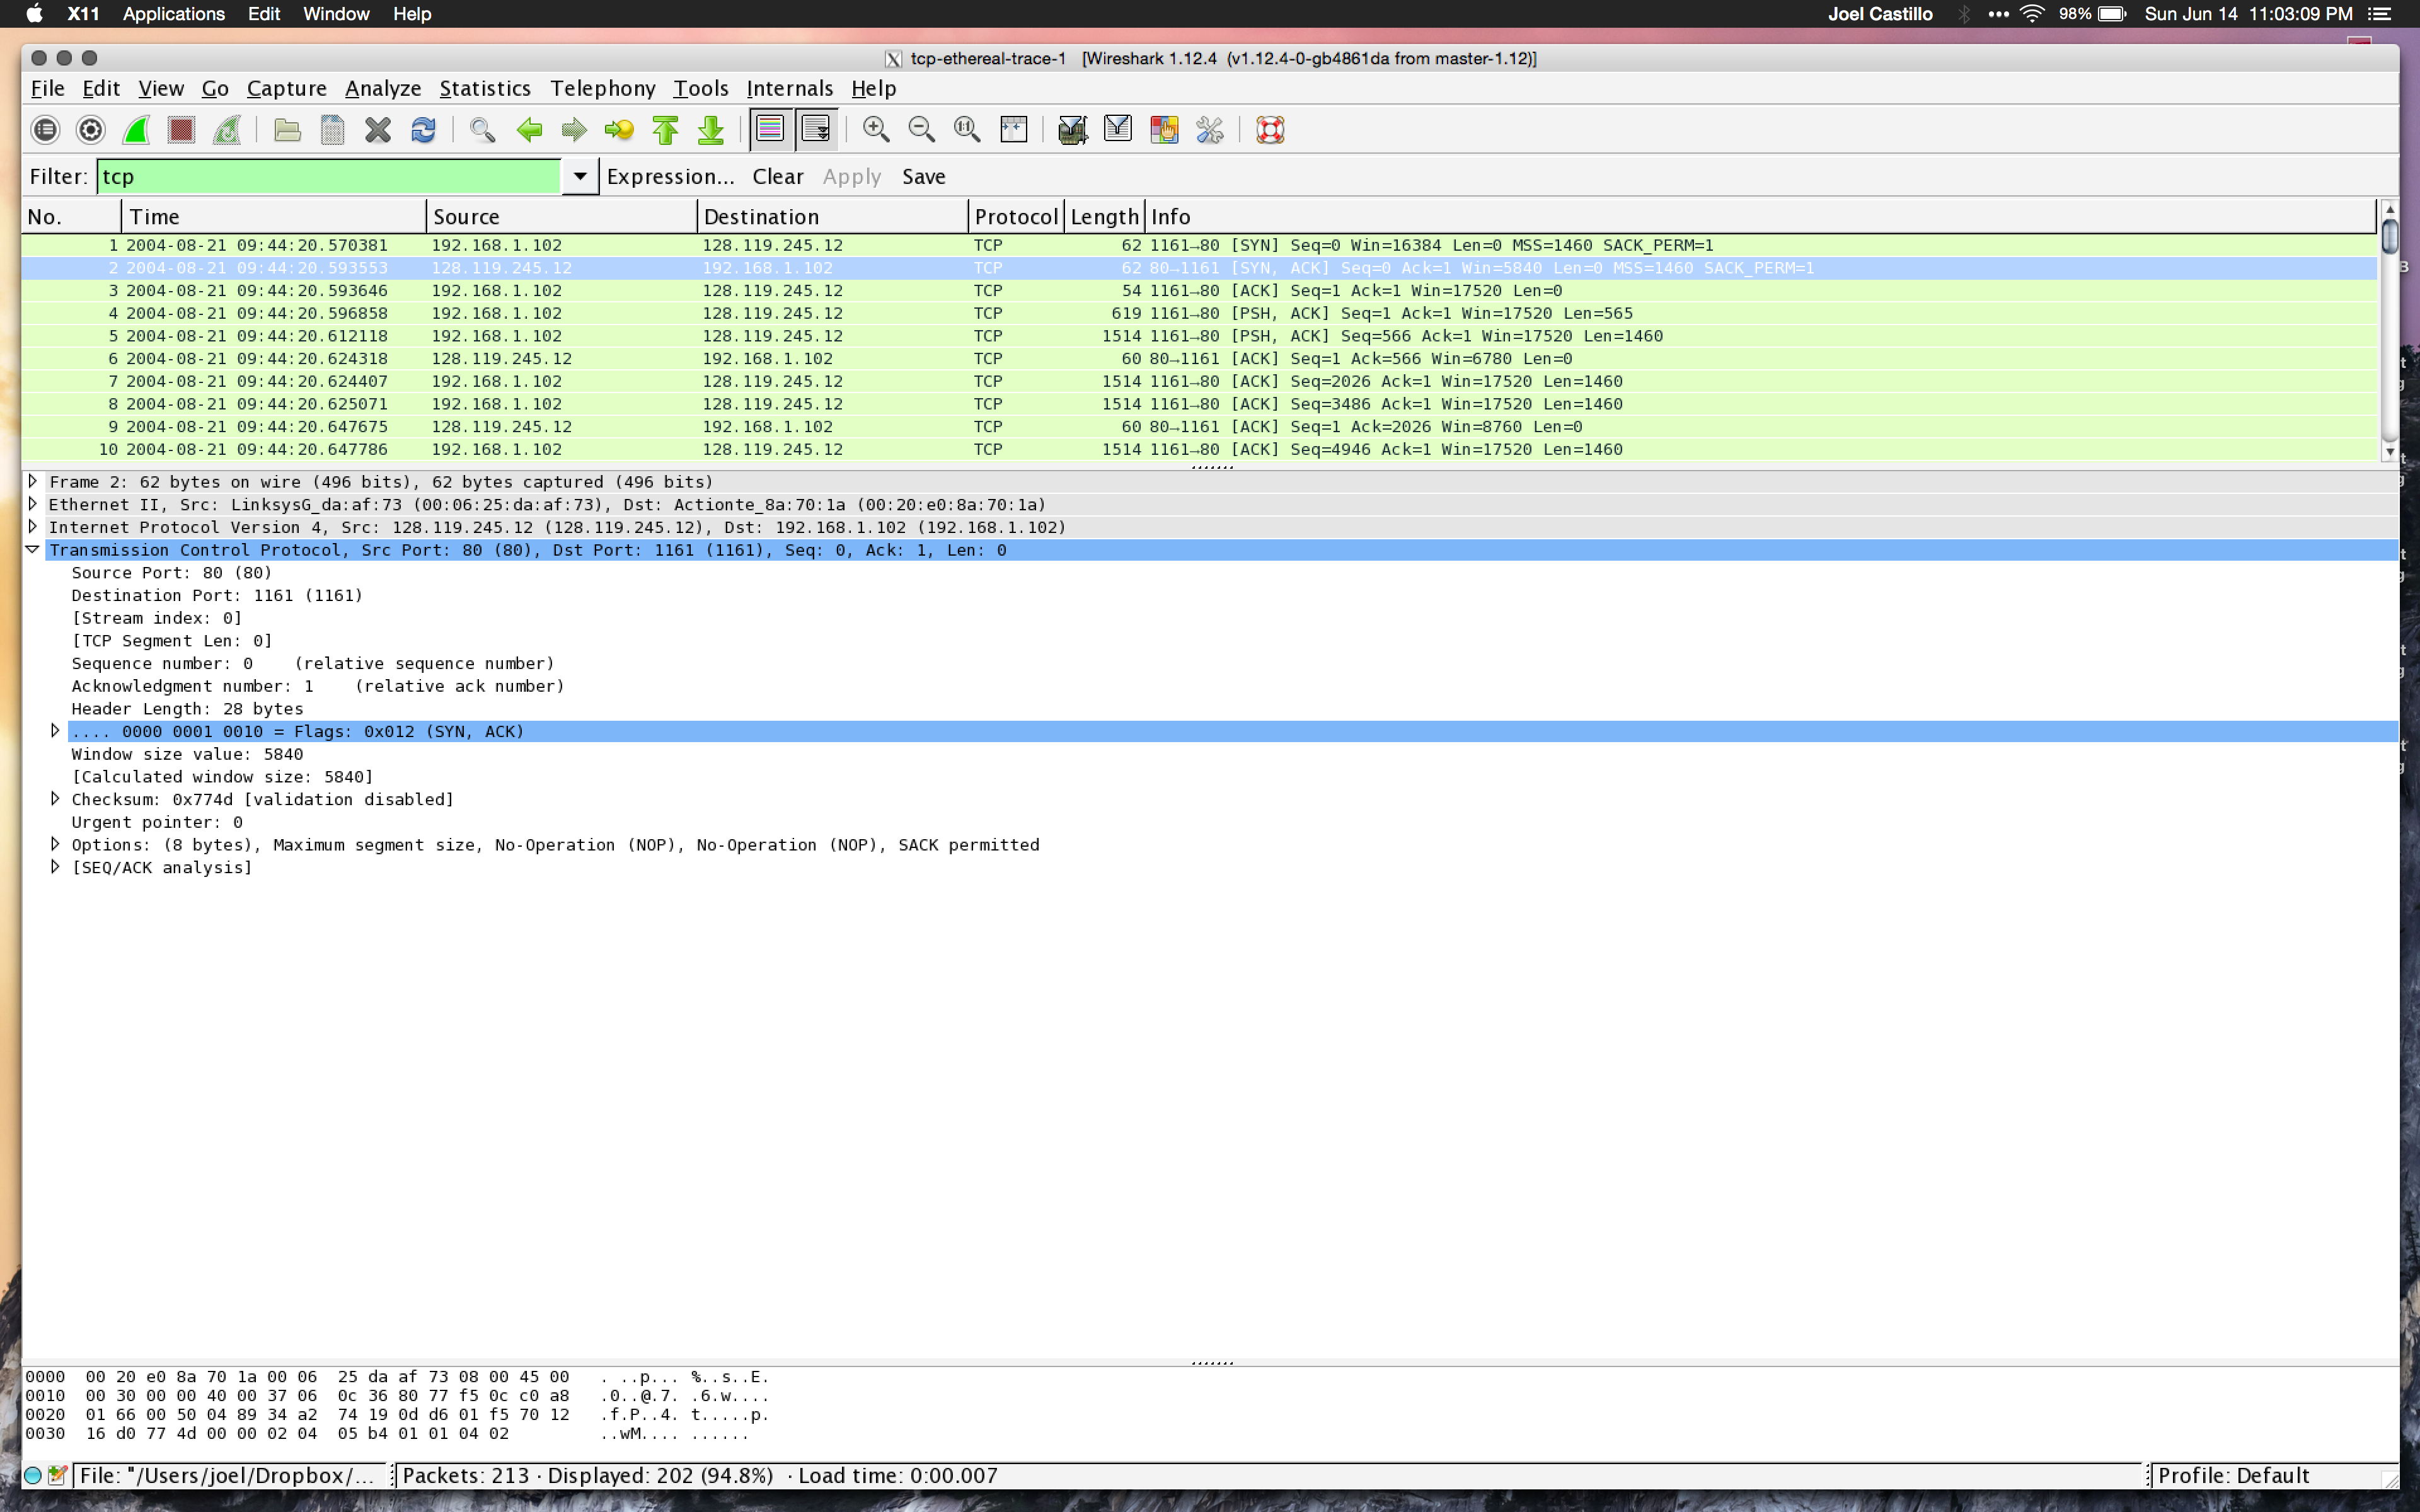 X11 Applications Edit Window Help Joel Castillo 98% Sun Jun 14 11:03:09 PM
tcp-ethereal-trace-1 [Wireshark 1.12.4 (v1.12.4-0-gb4861da from master-1.12)]
File Edit View Go Capture Analyze Statistics Telephony Tools Internals Help
Filter: tcp Expression... Clear Apply Save
No. Time Source Destination Protocol Length Info
1 2004-08-21 09:44:20.570381 192.168.1.102 128.119.245.12 TCP 62 1161→80 [SYN] Seq=0 Win=16384 Len=0 MSS=1460 SACK_PERM=1
2 2004-08-21 09:44:20.593553 128.119.245.12 192.168.1.102 TCP 62 80→1161 [SYN, ACK] Seq=0 Ack=1 Win=5840 Len=0 MSS=1460 SACK_PERM=1
3 2004-08-21 09:44:20.593646 192.168.1.102 128.119.245.12 TCP 54 1161→80 [ACK] Seq=1 Ack=1 Win=17520 Len=0
4 2004-08-21 09:44:20.596858 192.168.1.102 128.119.245.12 TCP 619 1161→80 [PSH, ACK] Seq=1 Ack=1 Win=17520 Len=565
5 2004-08-21 09:44:20.612118 192.168.1.102 128.119.245.12 TCP 1514 1161→80 [PSH, ACK] Seq=566 Ack=1 Win=17520 Len=1460
6 2004-08-21 09:44:20.624318 128.119.245.12 192.168.1.102 TCP 60 80→1161 [ACK] Seq=1 Ack=566 Win=6780 Len=0
7 2004-08-21 09:44:20.624407 192.168.1.102 128.119.245.12 TCP 1514 1161→80 [ACK] Seq=2026 Ack=1 Win=17520 Len=1460
8 2004-08-21 09:44:20.625071 192.168.1.102 128.119.245.12 TCP 1514 1161→80 [ACK] Seq=3486 Ack=1 Win=17520 Len=1460
9 2004-08-21 09:44:20.647675 128.119.245.12 192.168.1.102 TCP 60 80→1161 [ACK] Seq=1 Ack=2026 Win=8760 Len=0
10 2004-08-21 09:44:20.647786 192.168.1.102 128.119.245.12 TCP 1514 1161→80 [ACK] Seq=4946 Ack=1 Win=17520 Len=1460
Frame 2: 62 bytes on wire (496 bits), 62 bytes captured (496 bits)
Ethernet II, Src: LinksysG_da:af:73 (00:06:25:da:af:73), Dst: Actionte_8a:70:1a (00:20:e0:8a:70:1a)
Internet Protocol Version 4, Src: 128.119.245.12 (128.119.245.12), Dst: 192.168.1.102 (192.168.1.102)
Transmission Control Protocol, Src Port: 80 (80), Dst Port: 1161 (1161), Seq: 0, Ack: 1, Len: 0
Source Port: 80 (80)
Destination Port: 1161 (1161)
[Stream index: 0]
[TCP Segment Len: 0]
Sequence number: 0 (relative sequence number)
Acknowledgment number: 1 (relative ack number)
Header Length: 28 bytes
.... 0000 0001 0010 = Flags: 0x012 (SYN, ACK)
Window size value: 5840
[Calculated window size: 5840]
Checksum: 0x774d [validation disabled]
Urgent pointer: 0
Options: (8 bytes), Maximum segment size, No-Operation (NOP), No-Operation (NOP), SACK permitted
[SEQ/ACK analysis]
0000 00 20 e0 8a 70 1a 00 06 25 da af 73 08 00 45 00 . ..p... %..s..E.
0010 00 30 00 00 40 00 37 06 0c 36 80 77 f5 0c c0 a8 .0..@.7. .6.w....
0020 01 66 00 50 04 89 34 a2 74 19 0d d6 01 f5 70 12 .f.P..4. t.....p.
0030 16 d0 77 4d 00 00 02 04 05 b4 01 01 04 02 ..wM.... ......
File: "/Users/joel/Dropbox/... Packets: 213 · Displayed: 202 (94.8%) · Load time: 0:00.007 Profile: Default